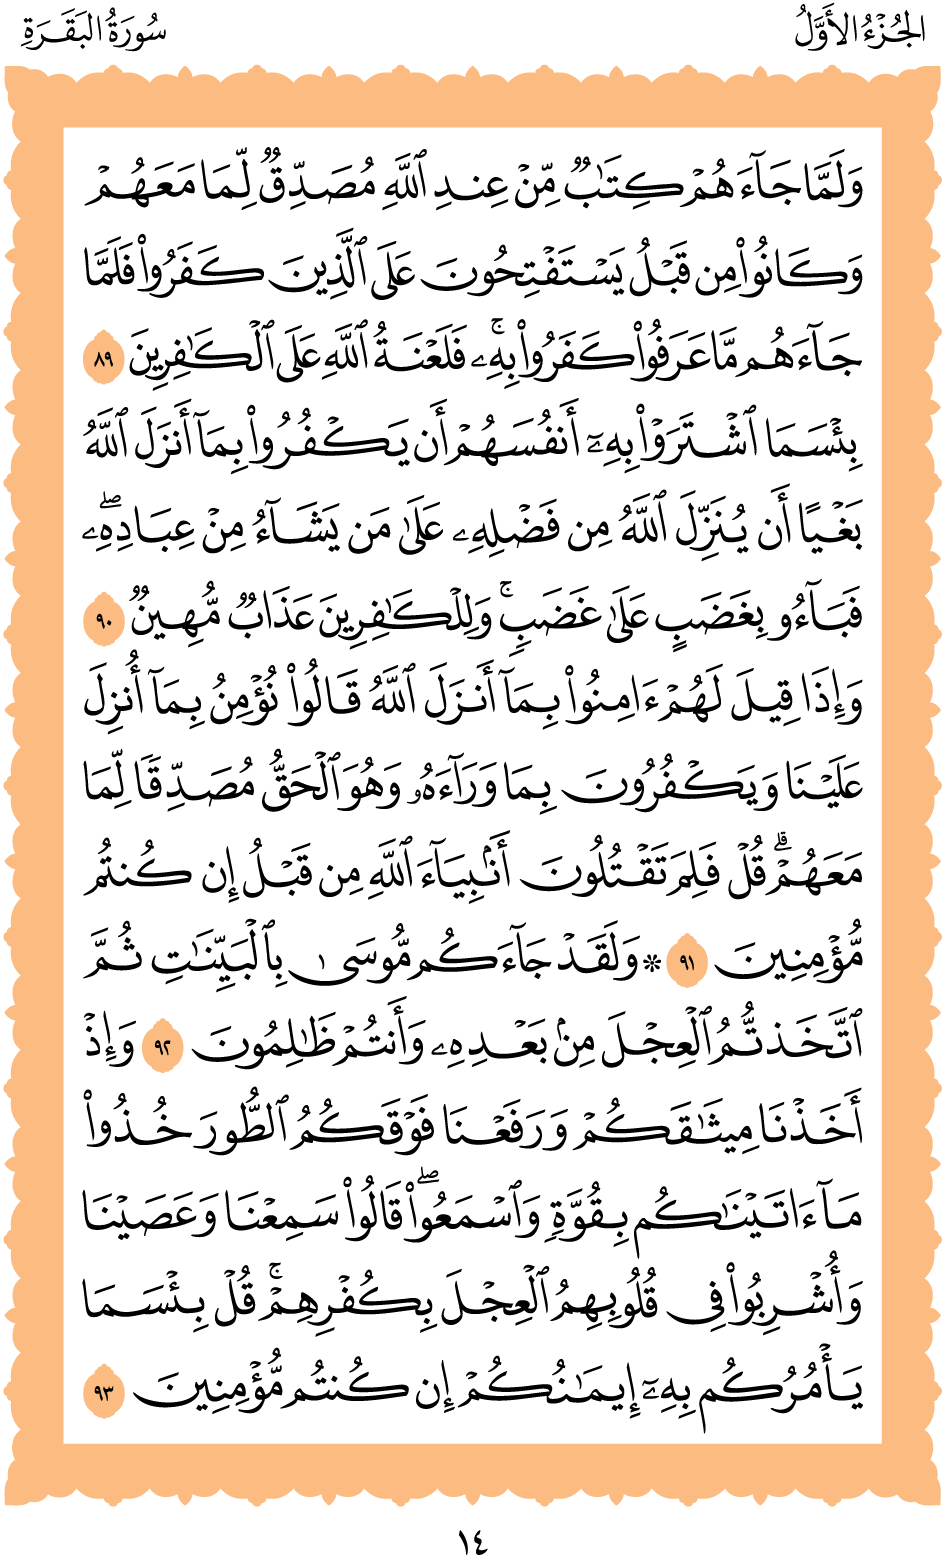 الجُزْءُ الأَوَّلُ
سُورَةُ البَقَرَةِ
وَلَمَّا جَآءَهُمْ كِتَٰبٌ مِّنْ عِندِ ٱللَّهِ مُصَدِّقٌ لِّمَا مَعَهُمْ
وَكَانُوا۟ مِن قَبْلُ يَسْتَفْتِحُونَ عَلَى ٱلَّذِينَ كَفَرُوا۟ فَلَمَّا
جَآءَهُم مَّا عَرَفُوا۟ كَفَرُوا۟ بِهِۦۚ فَلَعْنَةُ ٱللَّهِ عَلَى ٱلْكَٰفِرِينَ ٨٩
بِئْسَمَا ٱشْتَرَوْا۟ بِهِۦٓ أَنفُسَهُمْ أَن يَكْفُرُوا۟ بِمَآ أَنزَلَ ٱللَّهُ
بَغْيًا أَن يُنَزِّلَ ٱللَّهُ مِن فَضْلِهِۦ عَلَىٰ مَن يَشَآءُ مِنْ عِبَادِهِۦۖ
فَبَآءُو بِغَضَبٍ عَلَىٰ غَضَبٍۚ وَلِلْكَٰفِرِينَ عَذَابٌ مُّهِينٌ ٩٠
وَإِذَا قِيلَ لَهُمْ ءَامِنُوا۟ بِمَآ أَنزَلَ ٱللَّهُ قَالُوا۟ نُؤْمِنُ بِمَآ أُنزِلَ
عَلَيْنَا وَيَكْفُرُونَ بِمَا وَرَآءَهُۥ وَهُوَ ٱلْحَقُّ مُصَدِّقًا لِّمَا
مَعَهُمْۗ قُلْ فَلِمَ تَقْتُلُونَ أَنۢبِيَآءَ ٱللَّهِ مِن قَبْلُ إِن كُنتُم
مُّؤْمِنِينَ ٩١ * وَلَقَدْ جَآءَكُم مُّوسَىٰ بِٱلْبَيِّنَٰتِ ثُمَّ
ٱتَّخَذتُّمُ ٱلْعِجْلَ مِنۢ بَعْدِهِۦ وَأَنتُمْ ظَٰلِمُونَ ٩٢ وَإِذْ
أَخَذْنَا مِيثَٰقَكُمْ وَرَفَعْنَا فَوْقَكُمُ ٱلطُّورَ خُذُوا۟
مَآ ءَاتَيْنَٰكُم بِقُوَّةٍ وَٱسْمَعُوا۟ۖ قَالُوا۟ سَمِعْنَا وَعَصَيْنَا
وَأُشْرِبُوا۟ فِى قُلُوبِهِمُ ٱلْعِجْلَ بِكُفْرِهِمْۚ قُلْ بِئْسَمَا
يَأْمُرُكُم بِهِۦٓ إِيمَٰنُكُمْ إِن كُنتُم مُّؤْمِنِينَ ٩٣
١٤